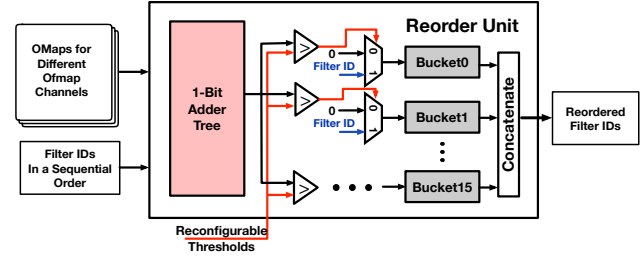 Reorder Unit
OMaps for
Different
Ofmap
Channels
Filter IDs
In a Sequential
Order
1-Bit
Adder
Tree
>
0
Filter ID
0
1
Bucket0
>
0
Filter ID
0
1
Bucket1
>
Bucket15
Concatenate
Reordered
Filter IDs
Reconfigurable
Thresholds